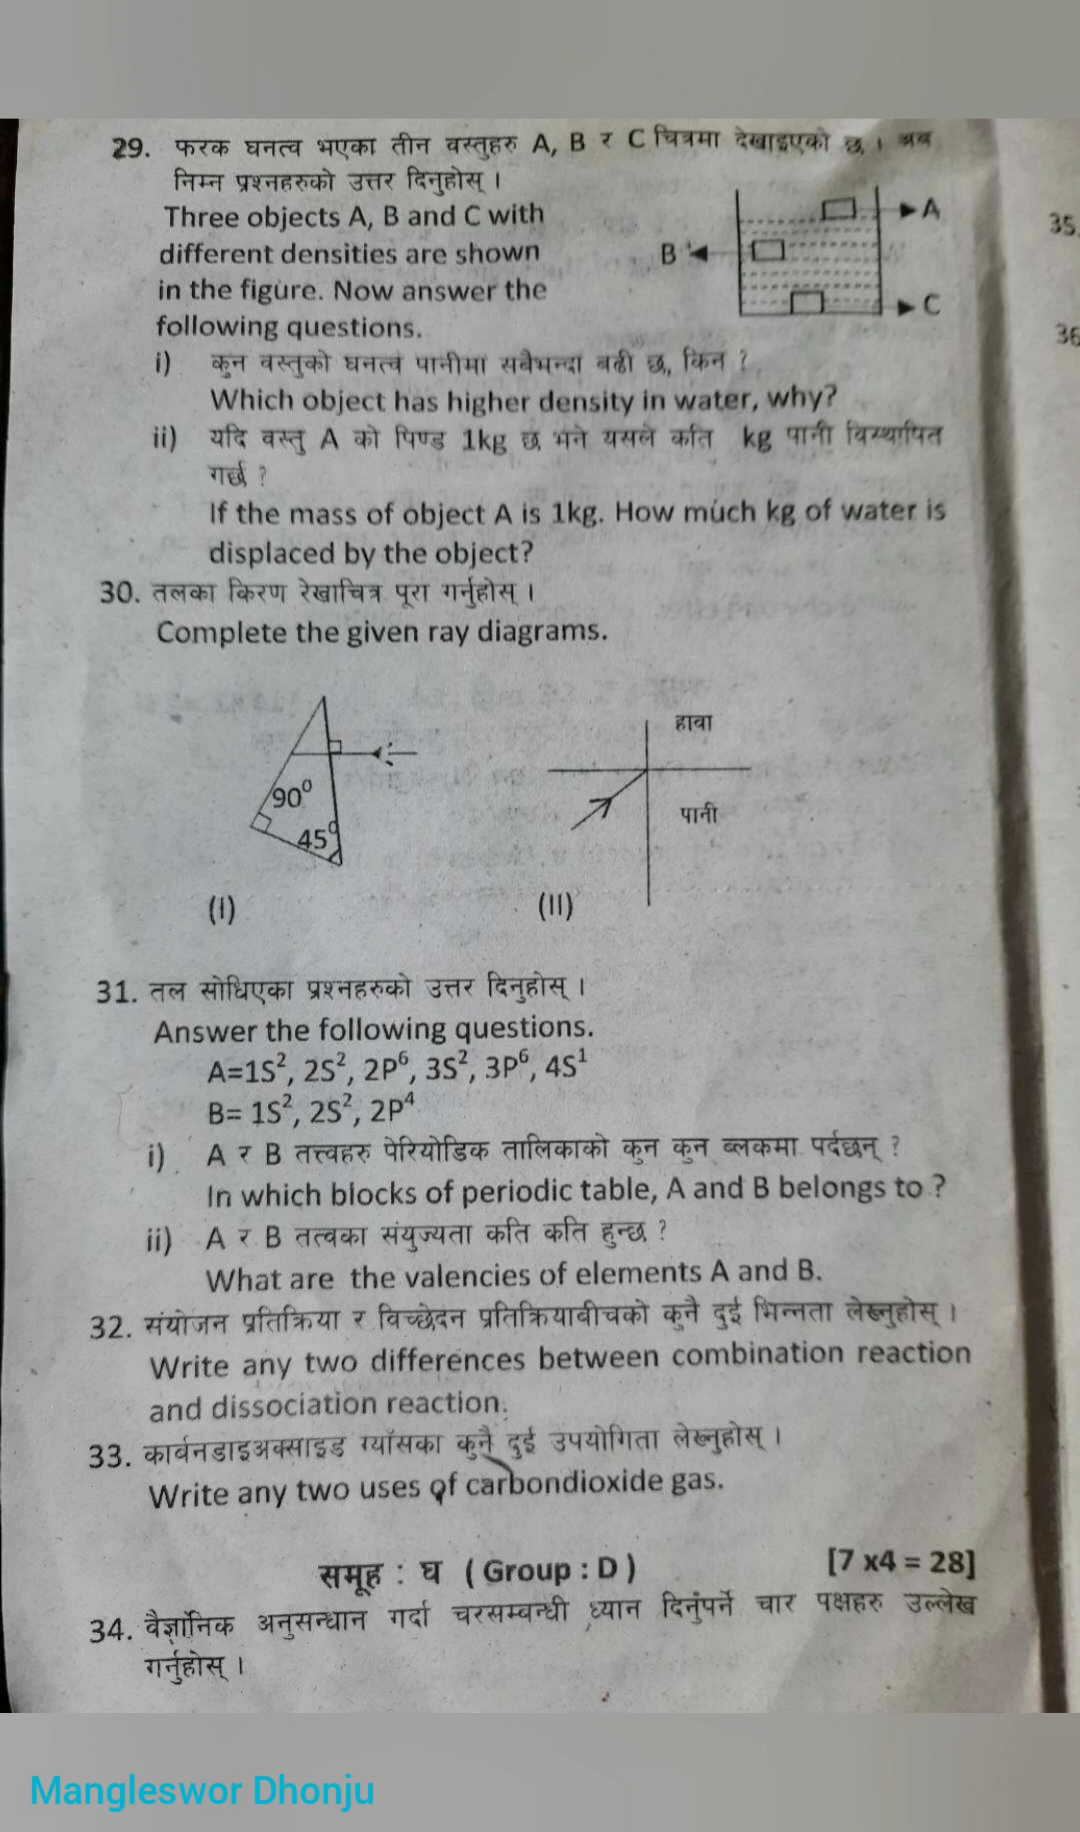 29. फरक घनत्व भएका तीन वस्तुहरु A, B र C चित्रमा देखाइएको छ । अब
निम्न प्रश्नहरुको उत्तर दिनुहोस् ।
Three objects A, B and C with
different densities are shown
in the figure. Now answer the
following questions.
A
B
C
i) कुन वस्तुको घनत्व पानीमा सबैभन्दा बढी छ, किन ?
Which object has higher density in water, why?
ii) यदि वस्तु A को पिण्ड 1kg छ भने यसले कति kg पानी विस्थापित
गर्छ ?
If the mass of object A is 1kg. How much kg of water is
displaced by the object?
30. तलका किरण रेखाचित्र पूरा गर्नुहोस् ।
Complete the given ray diagrams.
90⁰
45⁰
(I)
हावा
पानी
(II)
31. तल सोधिएका प्रश्नहरुको उत्तर दिनुहोस् ।
Answer the following questions.
A=1S², 2S², 2P⁶, 3S², 3P⁶, 4S¹
B= 1S², 2S², 2P⁴
i) A र B तत्त्वहरु पेरियोडिक तालिकाको कुन कुन ब्लकमा पर्दछन् ?
In which blocks of periodic table, A and B belongs to ?
ii) A र B तत्वका संयुज्यता कति कति हुन्छ ?
What are the valencies of elements A and B.
32. संयोजन प्रतिक्रिया र विच्छेदन प्रतिक्रियाबीचको कुनै दुई भिन्नता लेख्नुहोस् ।
Write any two differences between combination reaction
and dissociation reaction.
33. कार्बनडाइअक्साइड ग्याँसका कुनै दुई उपयोगिता लेख्नुहोस् ।
Write any two uses of carbondioxide gas.
समूह : घ ( Group : D ) [7 x4 = 28]
34. वैज्ञानिक अनुसन्धान गर्दा चरसम्बन्धी ध्यान दिनुपर्ने चार पक्षहरु उल्लेख
गर्नुहोस् ।
35.
36
Mangleswor Dhonju